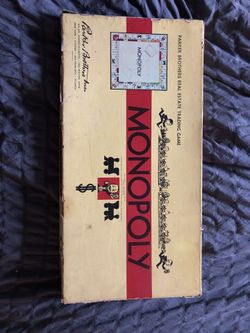 PARKER BROTHERS REAL ESTATE TRADING GAME
MONOPOLY
MONOPOLY
Parker Brothers Inc.
$